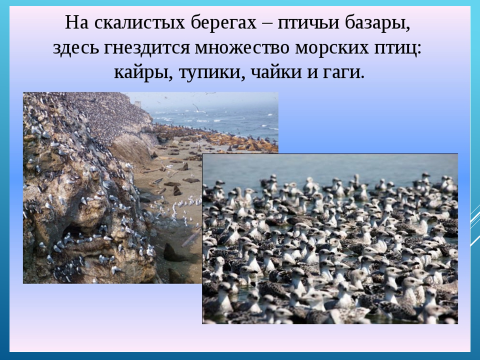 На скалистых берегах – птичьи базары,
здесь гнездится множество морских птиц:
кайры, тупики, чайки и гаги.